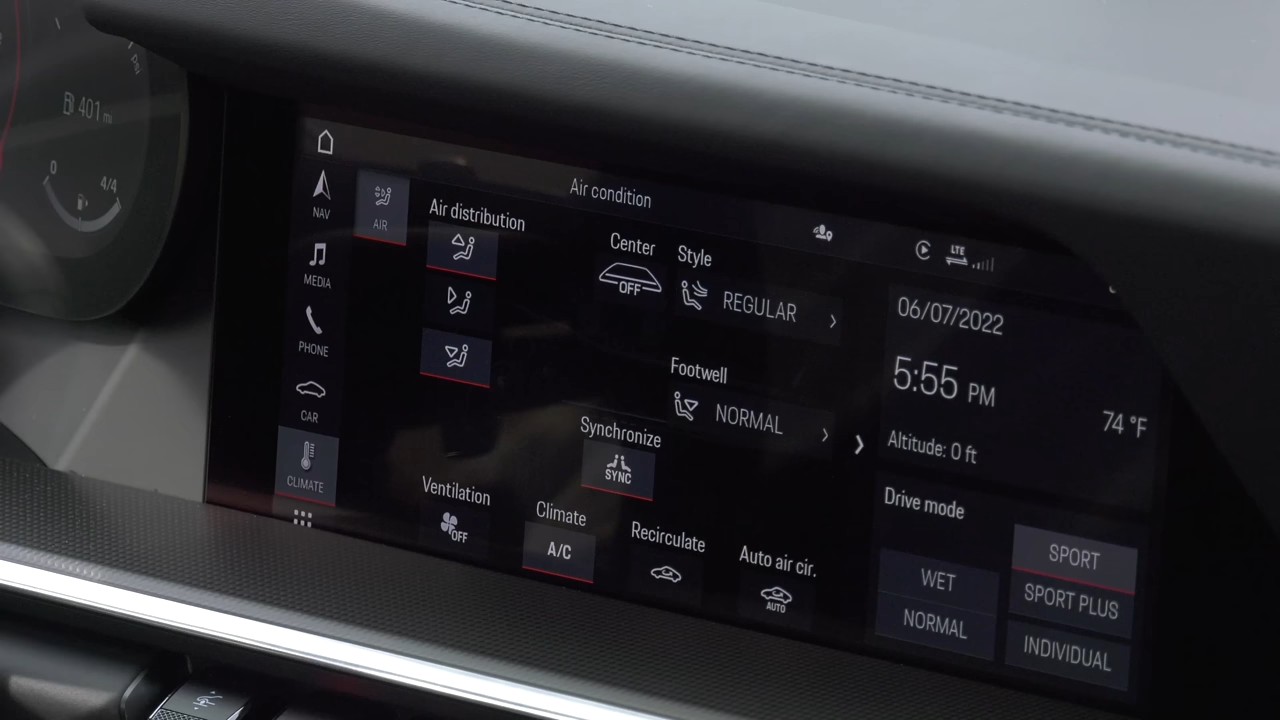 401 mi
0
4/4
Air condition
LTE
NAV
MEDIA
PHONE
CAR
CLIMATE
AIR
Air distribution
Center
OFF
Style
REGULAR
Footwell
NORMAL
Synchronize
SYNC
Ventilation
OFF
Climate
A/C
Recirculate
Auto air cir.
AUTO
06/07/2022
5:55 PM
74 °F
Altitude: 0 ft
Drive mode
WET
NORMAL
SPORT
SPORT PLUS
INDIVIDUAL